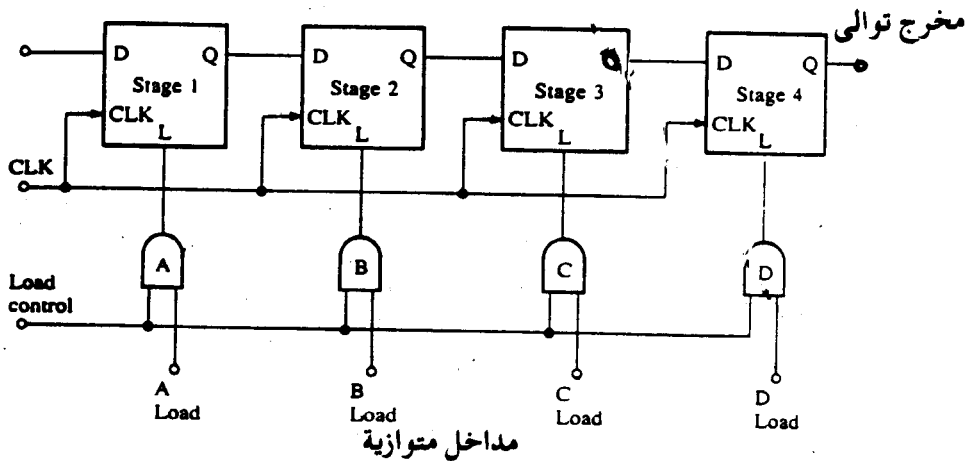 مخرج توالى
D Q D Q D D Q
Stage 1 Stage 2 Stage 3 Stage 4
CLK CLK CLK CLK
L L L L
CLK
A B C D
Load
control
A B C D
Load Load Load Load
مداخل متوازية